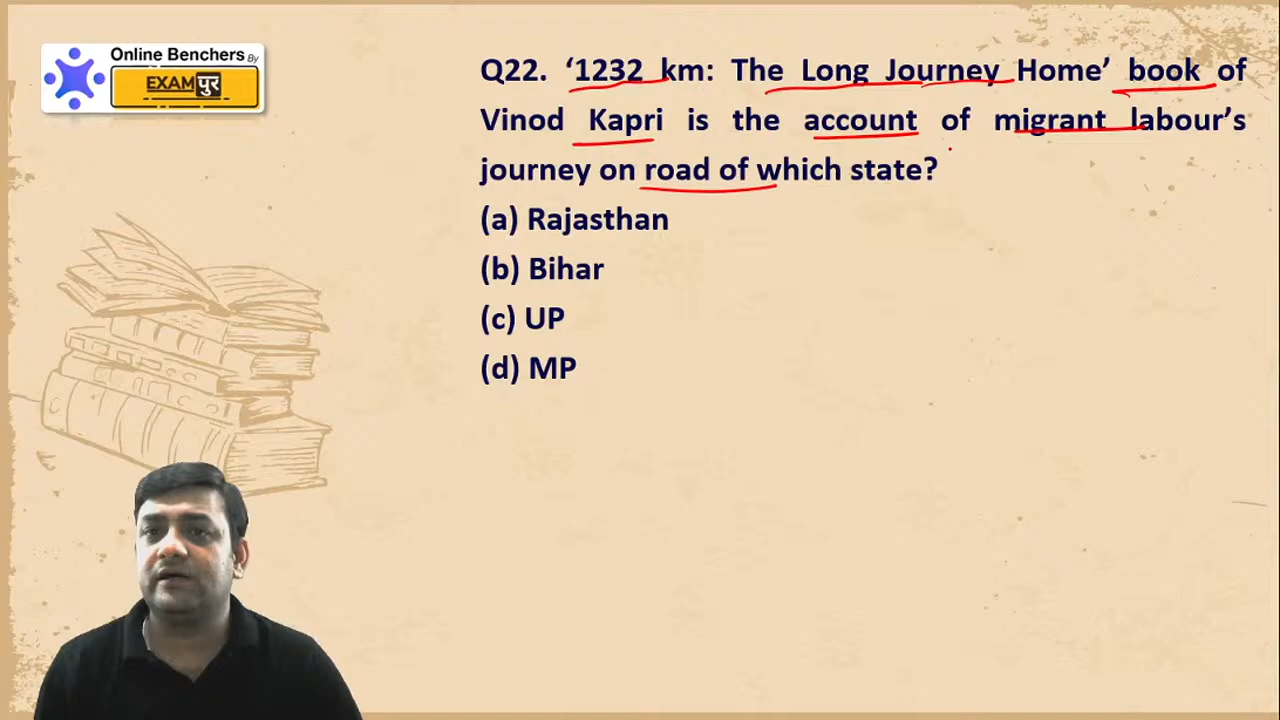 Online Benchers By
EXAMपुर
Q22. ‘1232 km: The Long Journey Home’ book of
Vinod Kapri is the account of migrant labour’s
journey on road of which state?
(a) Rajasthan
(b) Bihar
(c) UP
(d) MP